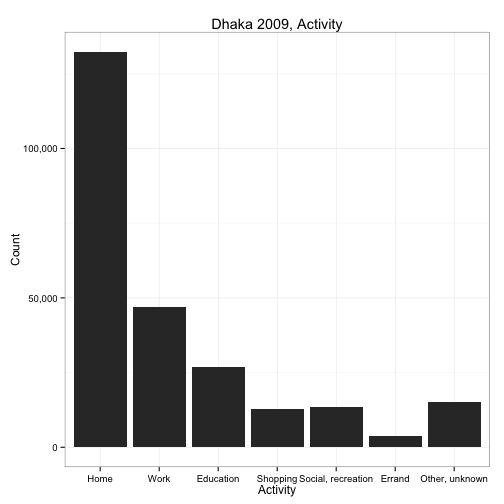 Dhaka 2009, Activity
Count
100,000
50,000
0
Home Work Education Shopping Social, recreation Errand Other, unknown
Activity